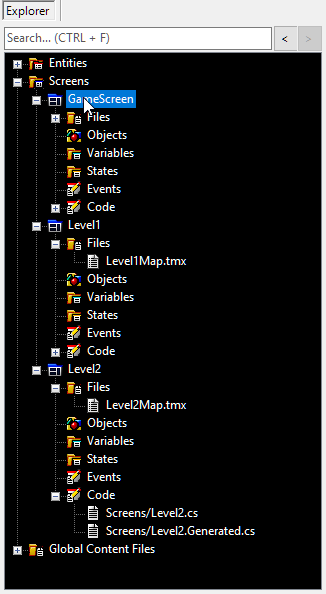 Explorer
Search... (CTRL + F)
< >
Entities
Screens
GameScreen
Files
Objects
Variables
States
Events
Code
Level1
Files
Level1Map.tmx
Objects
Variables
States
Events
Code
Level2
Files
Level2Map.tmx
Objects
Variables
States
Events
Code
Screens/Level2.cs
Screens/Level2.Generated.cs
Global Content Files